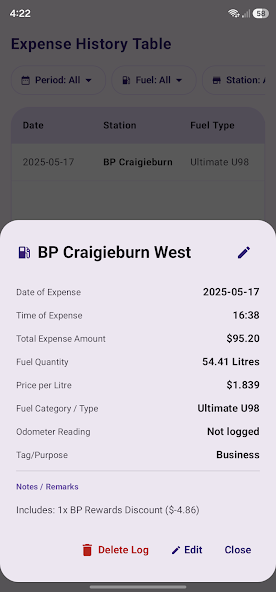 4:22
58
Expense History Table
Period: All
Fuel: All
Station:
Date Station Fuel Type
2025-05-17 BP Craigieburn Ultimate U98
BP Craigieburn West
Date of Expense 2025-05-17
Time of Expense 16:38
Total Expense Amount $95.20
Fuel Quantity 54.41 Litres
Price per Litre $1.839
Fuel Category / Type Ultimate U98
Odometer Reading Not logged
Tag/Purpose Business
Notes / Remarks
Includes: 1x BP Rewards Discount ($-4.86)
Delete Log Edit Close